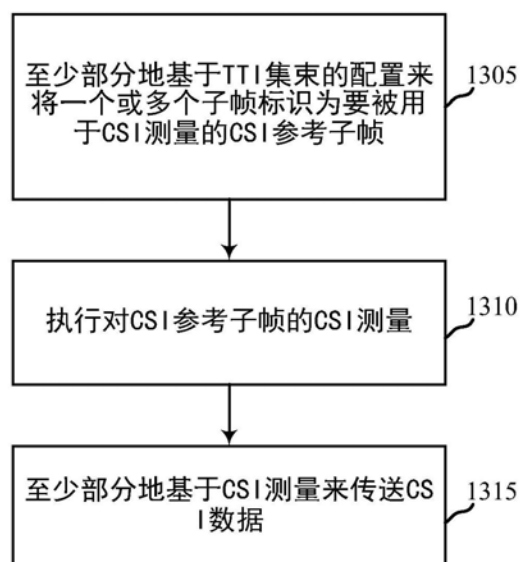 至少部分地基于TTI集束的配置来
将一个或多个子帧标识为要被用
于CSI测量的CSI参考子帧
1305
执行对CSI参考子帧的CSI测量
1310
至少部分地基于CSI测量来传送CS
I数据
1315